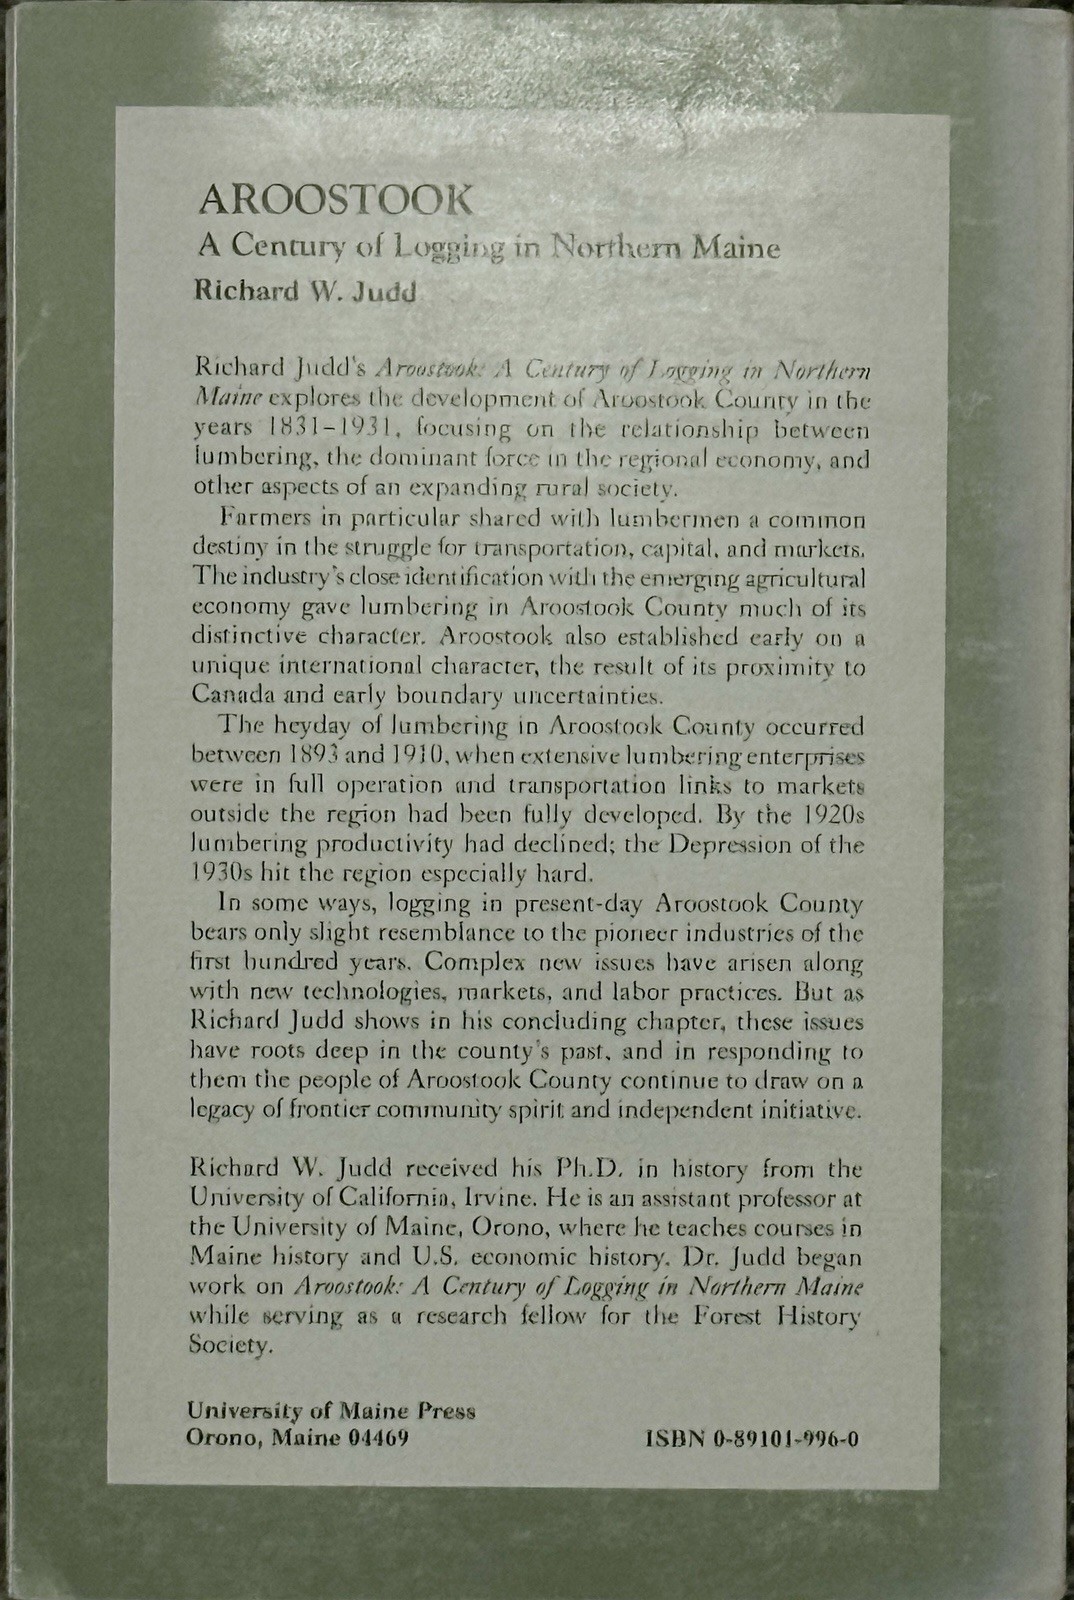 AROOSTOOK
A Century of Logging in Northern Maine
Richard W. Judd
Richard Judd's Aroostook: A Century of Logging in Northern
Maine explores the development of Aroostook County in the
years 1831–1931, focusing on the relationship between
lumbering, the dominant force in the regional economy, and
other aspects of an expanding rural society.
Farmers in particular shared with lumbermen a common
destiny in the struggle for transportation, capital, and markets.
The industry's close identification with the emerging agricultural
economy gave lumbering in Aroostook County much of its
distinctive character. Aroostook also established early on a
unique international character, the result of its proximity to
Canada and early boundary uncertainties.
The heyday of lumbering in Aroostook County occurred
between 1893 and 1910, when extensive lumbering enterprises
were in full operation and transportation links to markets
outside the region had been fully developed. By the 1920s
lumbering productivity had declined; the Depression of the
1930s hit the region especially hard.
In some ways, logging in present-day Aroostook County
bears only slight resemblance to the pioneer industries of the
first hundred years. Complex new issues have arisen along
with new technologies, markets, and labor practices. But as
Richard Judd shows in his concluding chapter, these issues
have roots deep in the county's past, and in responding to
them the people of Aroostook County continue to draw on a
legacy of frontier community spirit and independent initiative.
Richard W. Judd received his Ph.D. in history from the
University of California, Irvine. He is an assistant professor at
the University of Maine, Orono, where he teaches courses in
Maine history and U.S. economic history. Dr. Judd began
work on Aroostook: A Century of Logging in Northern Maine
while serving as a research fellow for the Forest History
Society.
University of Maine Press
Orono, Maine 04469
ISBN 0-89101-996-0